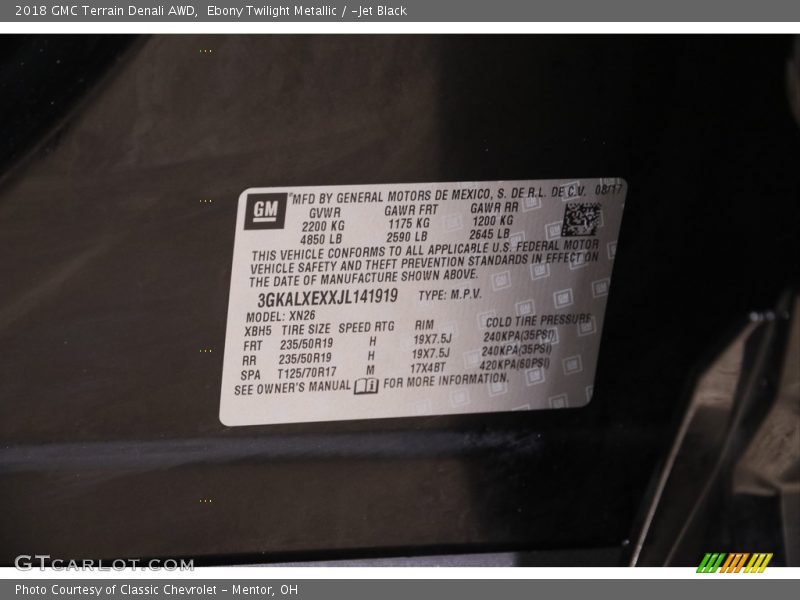 2018 GMC Terrain Denali AWD, Ebony Twilight Metallic / -Jet Black
GM
®MFD BY GENERAL MOTORS DE MEXICO, S. DE R.L. DE C.V. 08/17
GVWR GAWR FRT GAWR RR
2200 KG 1175 KG 1200 KG
4850 LB 2590 LB 2645 LB
THIS VEHICLE CONFORMS TO ALL APPLICABLE U.S. FEDERAL MOTOR
VEHICLE SAFETY AND THEFT PREVENTION STANDARDS IN EFFECT ON
THE DATE OF MANUFACTURE SHOWN ABOVE.
3GKALXEXXJL141919 TYPE: M.P.V.
MODEL: XN26
XBH5 TIRE SIZE SPEED RTG RIM COLD TIRE PRESSURE
FRT 235/50R19 H 19X7.5J 240KPA(35PSI)
RR 235/50R19 H 19X7.5J 240KPA(35PSI)
SPA T125/70R17 M 17X4BT 420KPA(60PSI)
SEE OWNER'S MANUAL FOR MORE INFORMATION.
GTCARLOT.COM
Photo Courtesy of Classic Chevrolet - Mentor, OH